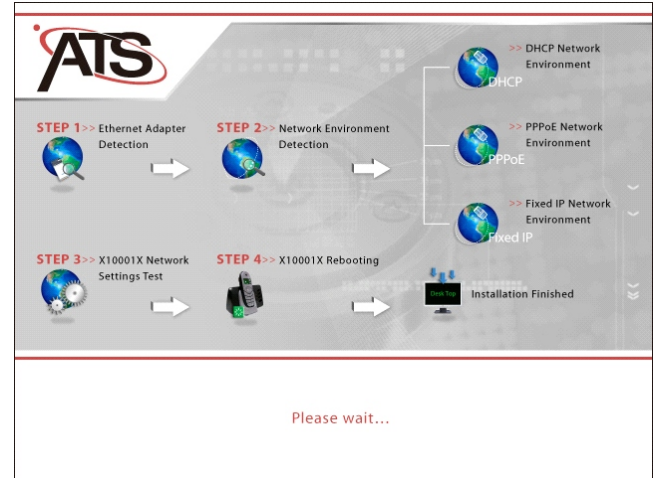 ATS
>> DHCP Network
Environment
DHCP
STEP 1>> Ethernet Adapter
Detection
STEP 2>> Network Environment
Detection
>> PPPoE Network
Environment
PPPoE
>> Fixed IP Network
Environment
Fixed IP
STEP 3>> X10001X Network
Settings Test
STEP 4>> X10001X Rebooting
Desk Top
Installation Finished
Please wait...